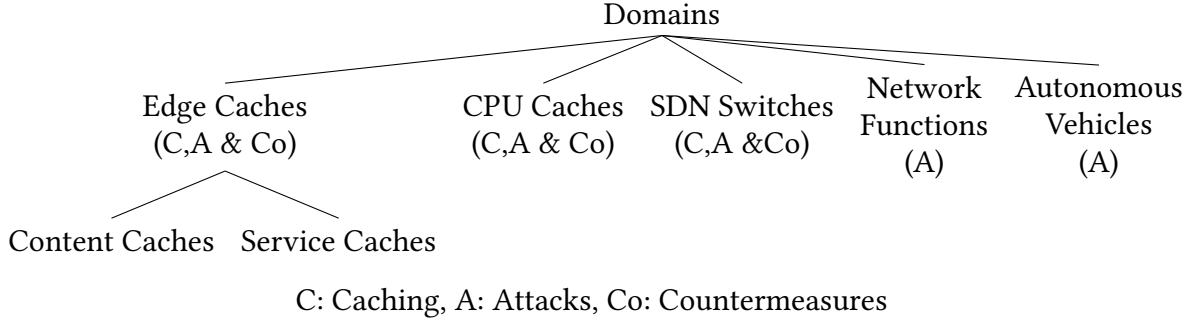 Domains
Edge Caches
(C,A & Co)
CPU Caches
(C,A & Co)
SDN Switches
(C,A &Co)
Network
Functions
(A)
Autonomous
Vehicles
(A)
Content Caches
Service Caches
C: Caching, A: Attacks, Co: Countermeasures